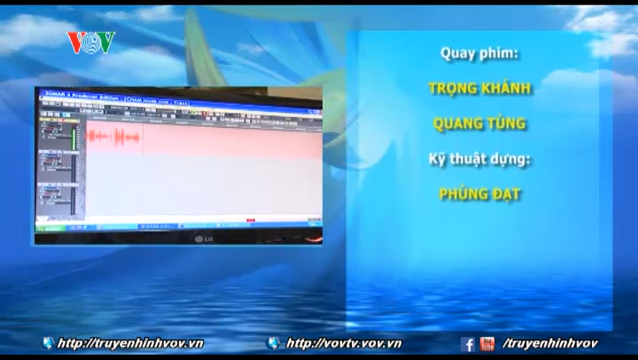 VOV
Quay phim:
TRỌNG KHÁNH
QUANG TÙNG
Kỹ thuật dựng:
PHÙNG ĐẠT
LG
http://truyenhinhvov.vn
http://vovtv.vov.vn
/truyenhinhvov